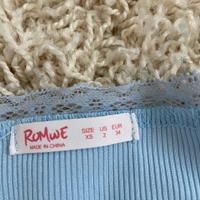 ROMWE
MADE IN CHINA
SIZE US EUR
XS 2 34